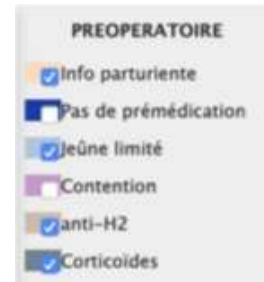 PREOPERATOIRE
Info parturiente
Pas de prémédication
Jeûne limité
Contention
anti-H2
Corticoïdes